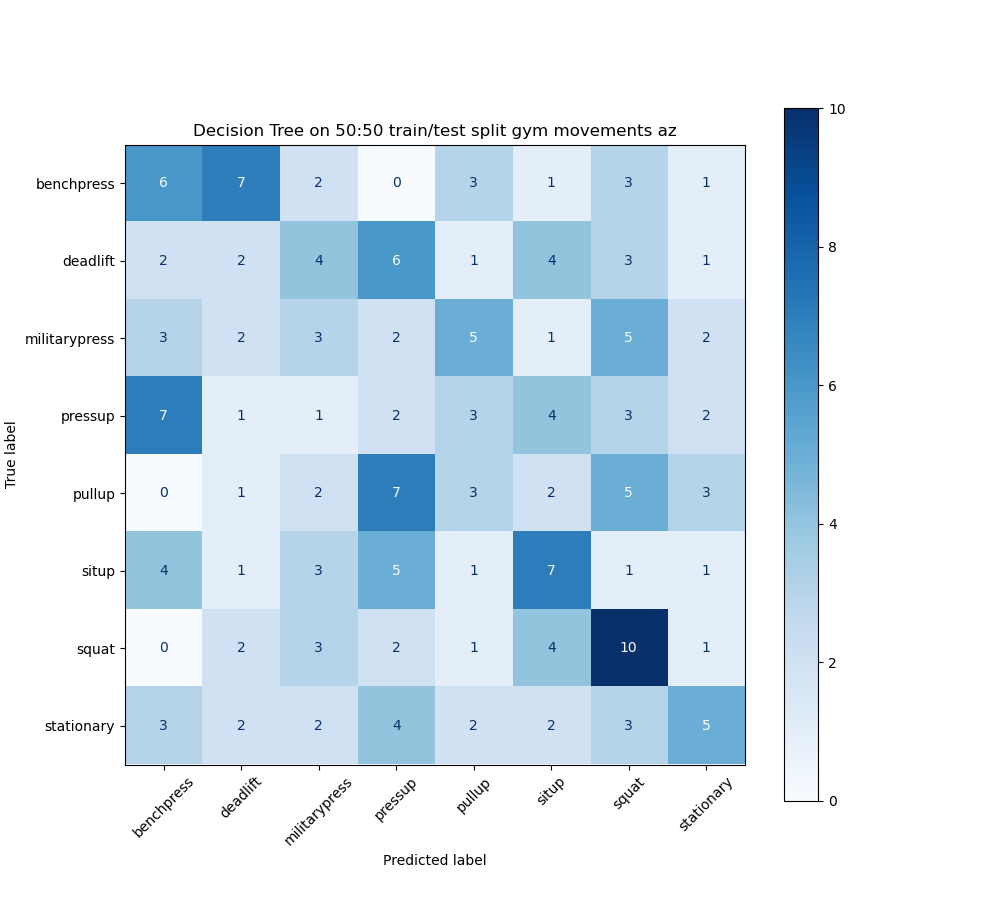 Decision Tree on 50:50 train/test split gym movements az
True label
benchpress 6 7 2 0 3 1 3 1
deadlift 2 2 4 6 1 4 3 1
militarypress 3 2 3 2 5 1 5 2
pressup 7 1 1 2 3 4 3 2
pullup 0 1 2 7 3 2 5 3
situp 4 1 3 5 1 7 1 1
squat 0 2 3 2 1 4 10 1
stationary 3 2 2 4 2 2 3 5
benchpress deadlift militarypress pressup pullup situp squat stationary
Predicted label
10
8
6
4
2
0